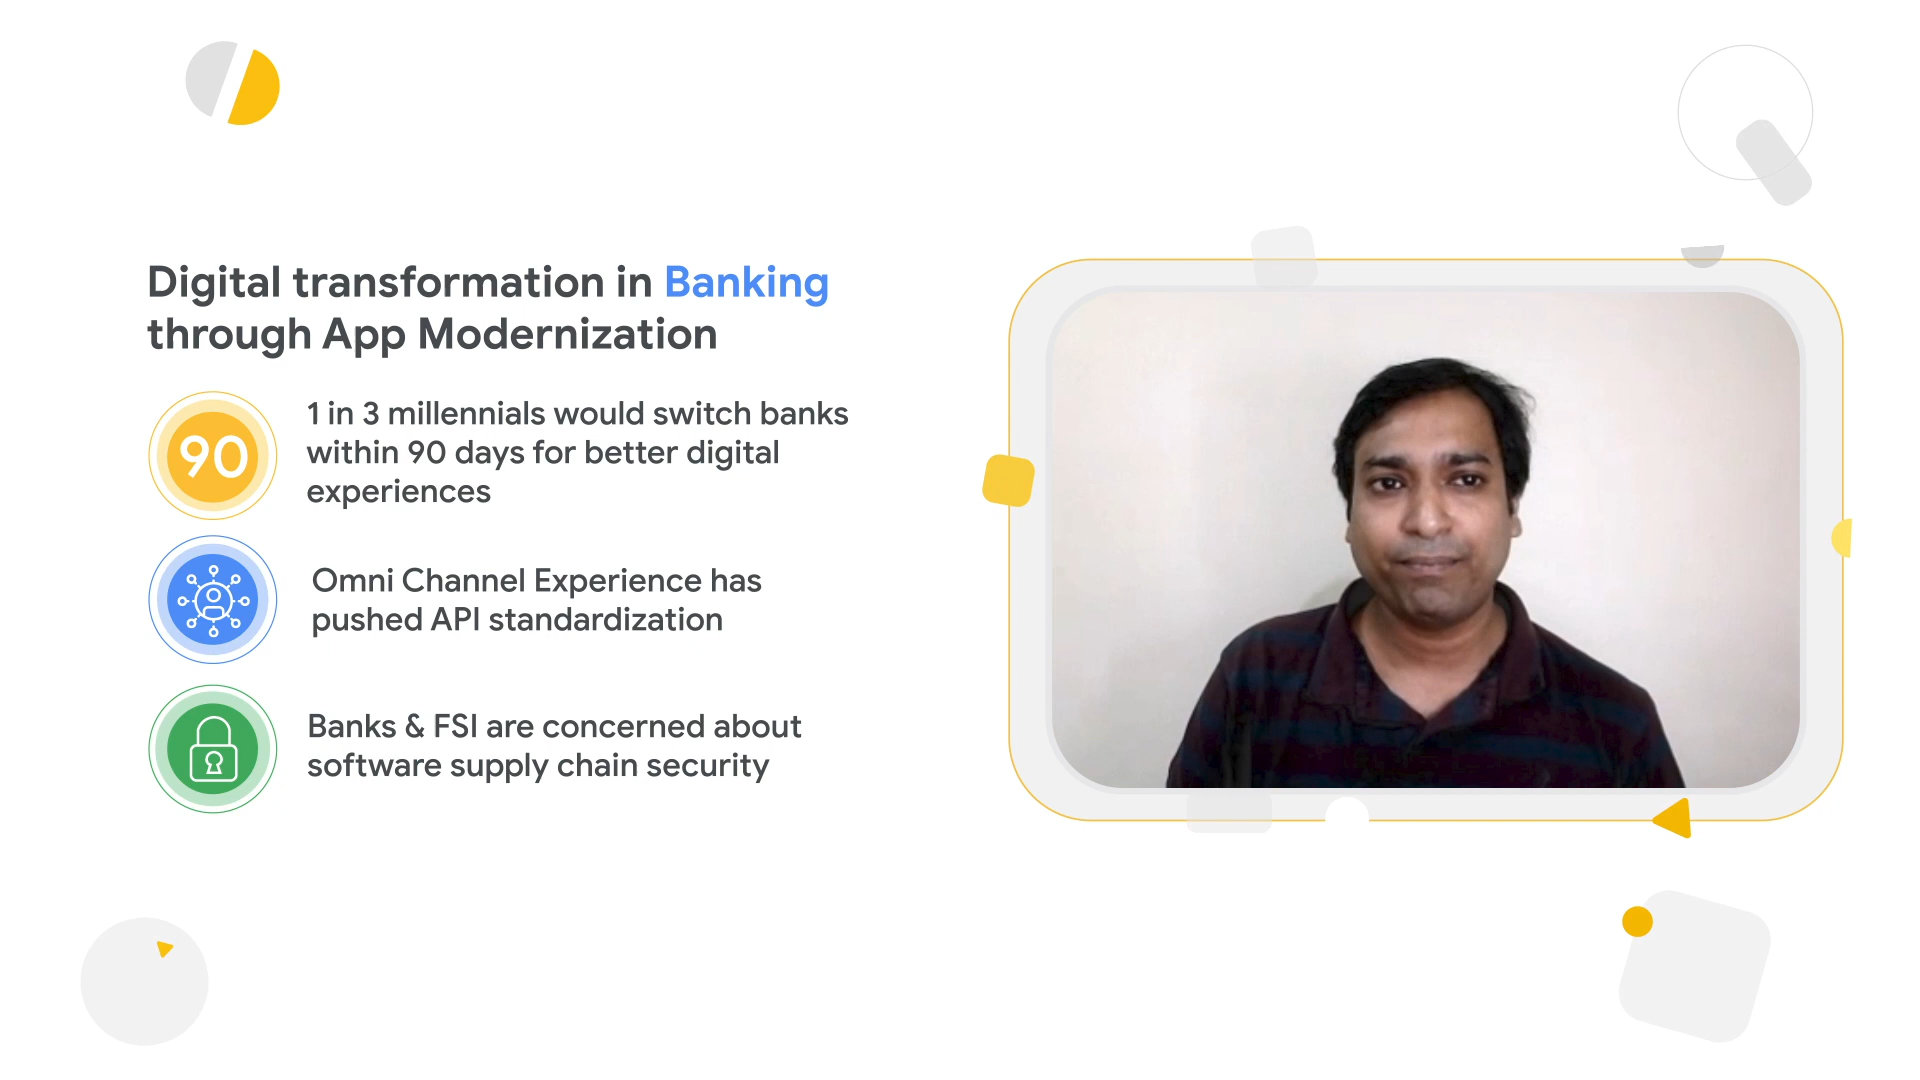 Digital transformation in Banking
through App Modernization
90
1 in 3 millennials would switch banks
within 90 days for better digital
experiences
Omni Channel Experience has
pushed API standardization
Banks & FSI are concerned about
software supply chain security